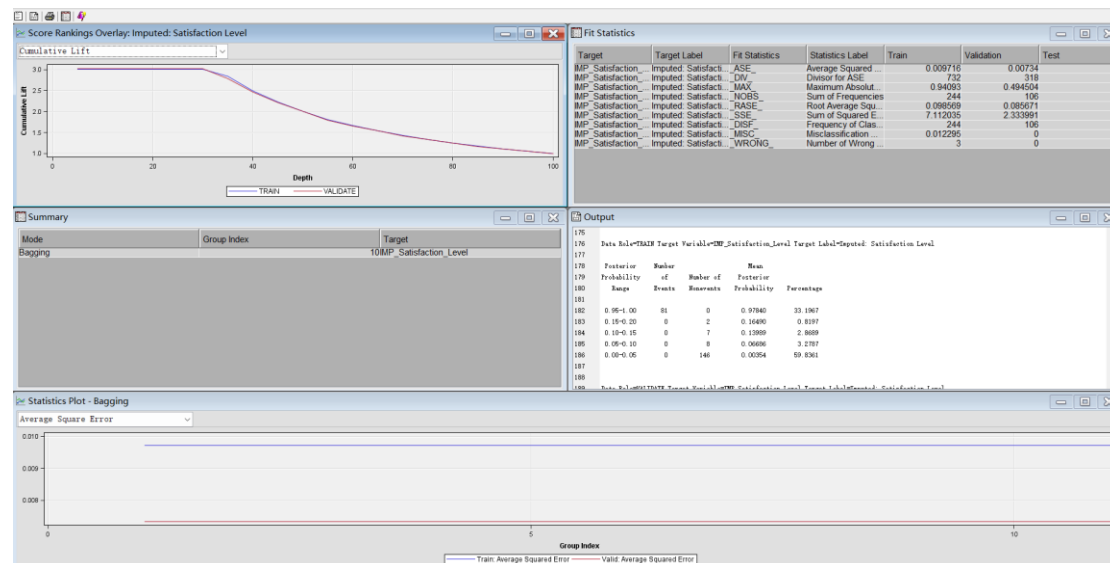 Score Rankings Overlay: Imputed: Satisfaction Level
Cumulative Lift
Cumulative Lift
3.0
2.5
2.0
1.5
1.0
0 20 40 60 80 100
Depth
TRAIN VALIDATE
Fit Statistics
Target Target Label Fit Statistics Statistics Label Train Validation Test
IMP_Satisfaction_... Imputed: Satisfacti... _ASE_ Average Squared ... 0.009716 0.00734
IMP_Satisfaction_... Imputed: Satisfacti... _DIV_ Divisor for ASE 732 318
IMP_Satisfaction_... Imputed: Satisfacti... _MAX_ Maximum Absolut... 0.94093 0.494504
IMP_Satisfaction_... Imputed: Satisfacti... _NOBS_ Sum of Frequencies 244 106
IMP_Satisfaction_... Imputed: Satisfacti... _RASE_ Root Average Squ... 0.098569 0.085671
IMP_Satisfaction_... Imputed: Satisfacti... _SSE_ Sum of Squared E... 7.112035 2.333991
IMP_Satisfaction_... Imputed: Satisfacti... _DISF_ Frequency of Clas... 244 106
IMP_Satisfaction_... Imputed: Satisfacti... _MISC_ Misclassification ... 0.012295 0
IMP_Satisfaction_... Imputed: Satisfacti... _WRONG_ Number of Wrong ... 3 0
Summary
Mode Group Index Target
Bagging 10 IMP_Satisfaction_Level
Output
175
176 Data Role=TRAIN Target Variable=IMP_Satisfaction_Level Target Label=Imputed: Satisfaction Level
177
178 Posterior Number Mean
179 Probability of Number of Posterior
180 Range Events Nonevents Probability Percentage
181
182 0.95-1.00 81 0 0.97840 33.1967
183 0.15-0.20 0 2 0.16490 0.8197
184 0.10-0.15 0 7 0.13989 2.8689
185 0.05-0.10 0 8 0.06686 3.2787
186 0.00-0.05 0 146 0.00354 59.8361
187
188
189 Data Role=VALIDATE Target Variable=IMP_Satisfaction_Level Target Label=Imputed: Satisfaction Level
Statistics Plot - Bagging
Average Square Error
0.010
0.009
0.008
0 5 10
Group Index
Train: Average Squared Error Valid: Average Squared Error